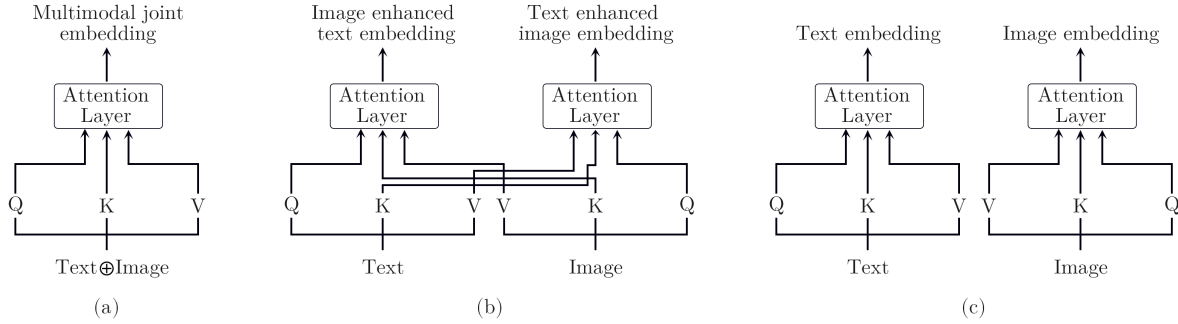 Multimodal joint
embedding
Attention
Layer
Q K V
Text⊕Image
(a)
Image enhanced
text embedding
Text enhanced
image embedding
Attention
Layer
Attention
Layer
Q K V V K Q
Text Image
(b)
Text embedding
Image embedding
Attention
Layer
Attention
Layer
Q K V V K Q
Text Image
(c)